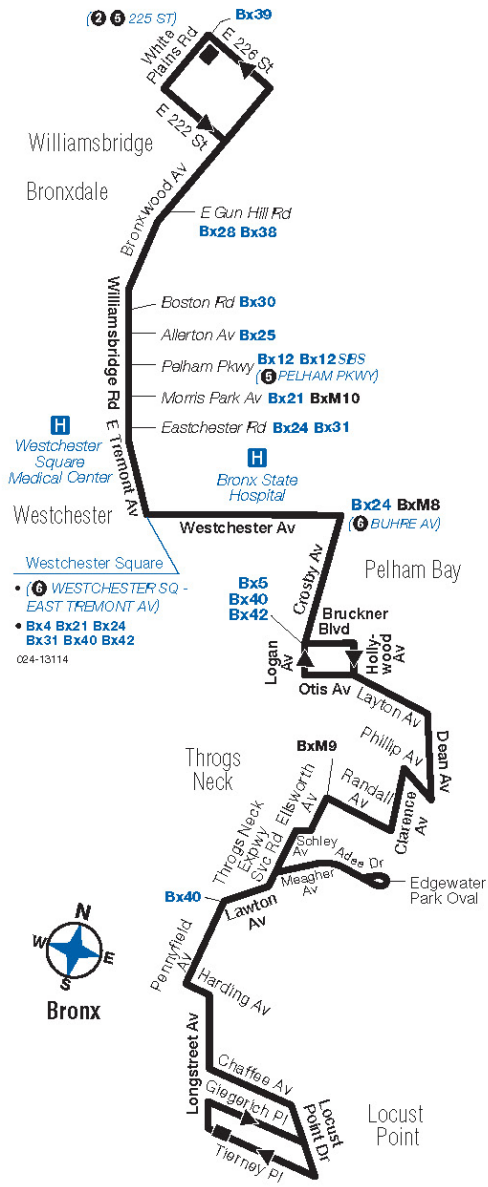 (2 5 225 ST)
Bx39
White
Plains Rd
E 226 St
E 222 St
Williamsbridge
Bronxdale
Bronxwood Av
E Gun Hill Rd
Bx28 Bx38
Williamsbridge Rd
Boston Rd Bx30
Allerton Av Bx25
Pelham Pkwy Bx12 Bx12 SBS
(5 PELHAM PKWY)
Morris Park Av Bx21 BxM10
Eastchester Rd Bx24 Bx31
H
Westchester
Square
Medical Center
E Tremont Av
H
Bronx State
Hospital
Westchester
Westchester Av
Bx24 BxM8
(6 BUHRE AV)
Westchester Square
• (6 WESTCHESTER SQ -
EAST TREMONT AV)
• Bx4 Bx21 Bx24
Bx31 Bx40 Bx42
024-13114
Crosby Av
Pelham Bay
Bx5
Bx40
Bx42
Bruckner
Blvd
Logan
Av
Holly-
wood
Av
Otis Av
Layton Av
Dean Av
Phillip Av
Clarence
Av
Randall
Av
BxM9
Throgs
Neck
Ellsworth
Av
Throgs Neck
Expwy
Svc Rd
Schley
Av
Adee Dr
Meagher
Av
Edgewater
Park Oval
Bx40
Lawton
Av
Pennyfield
Av
N
W
E
S
Bronx
Harding Av
Longstreet Av
Chaffee Av
Giegerich Pl
Locust
Point Dr
Tierney Pl
Locust
Point